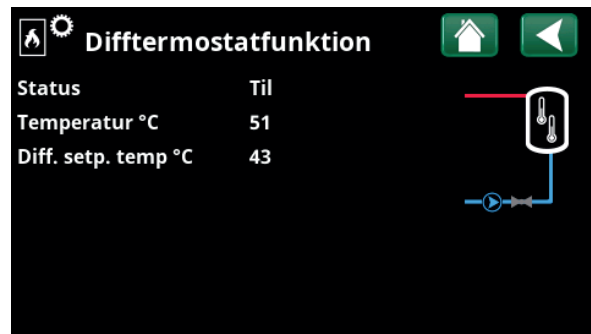 Difftermostatfunktion
Status Til
Temperatur °C 51
Diff. setp. temp °C 43